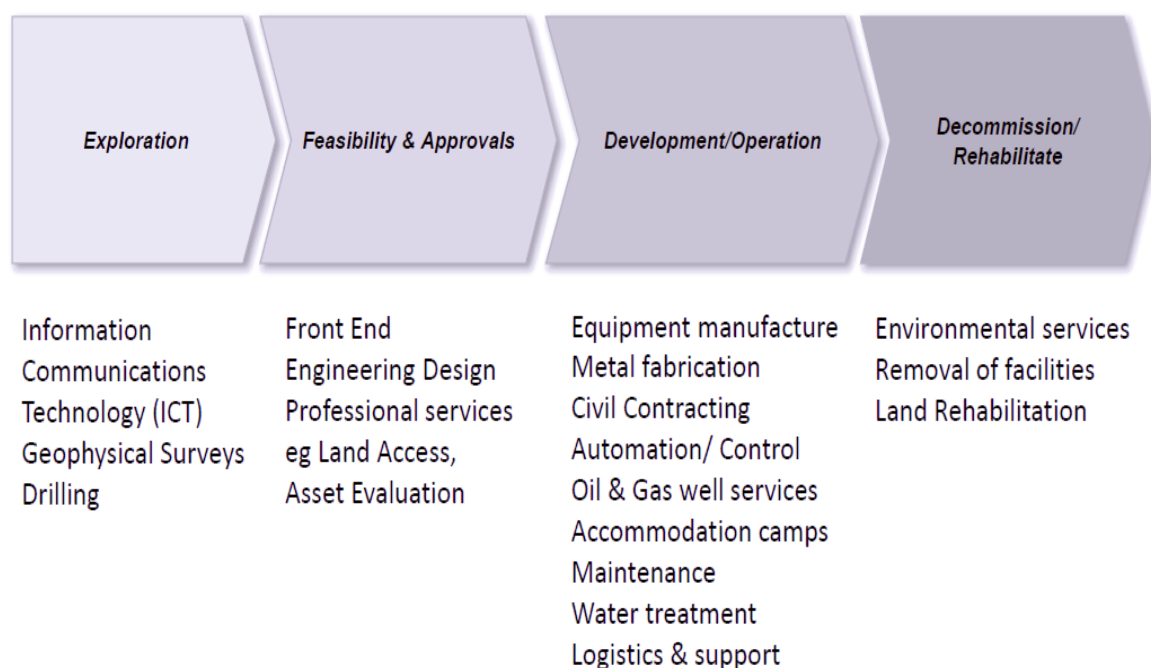 Exploration
Feasibility & Approvals
Development/Operation
Decommission/
Rehabilitate
Information
Communications
Technology (ICT)
Geophysical Surveys
Drilling
Front End
Engineering Design
Professional services
eg Land Access,
Asset Evaluation
Equipment manufacture
Metal fabrication
Civil Contracting
Automation/ Control
Oil & Gas well services
Accommodation camps
Maintenance
Water treatment
Logistics & support
Environmental services
Removal of facilities
Land Rehabilitation